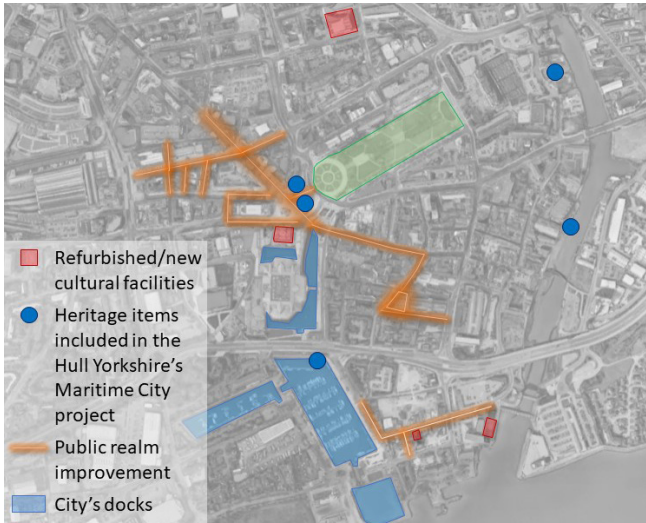 Refurbished/new
cultural facilities
Heritage items
included in the
Hull Yorkshire's
Maritime City
project
Public realm
improvement
City's docks